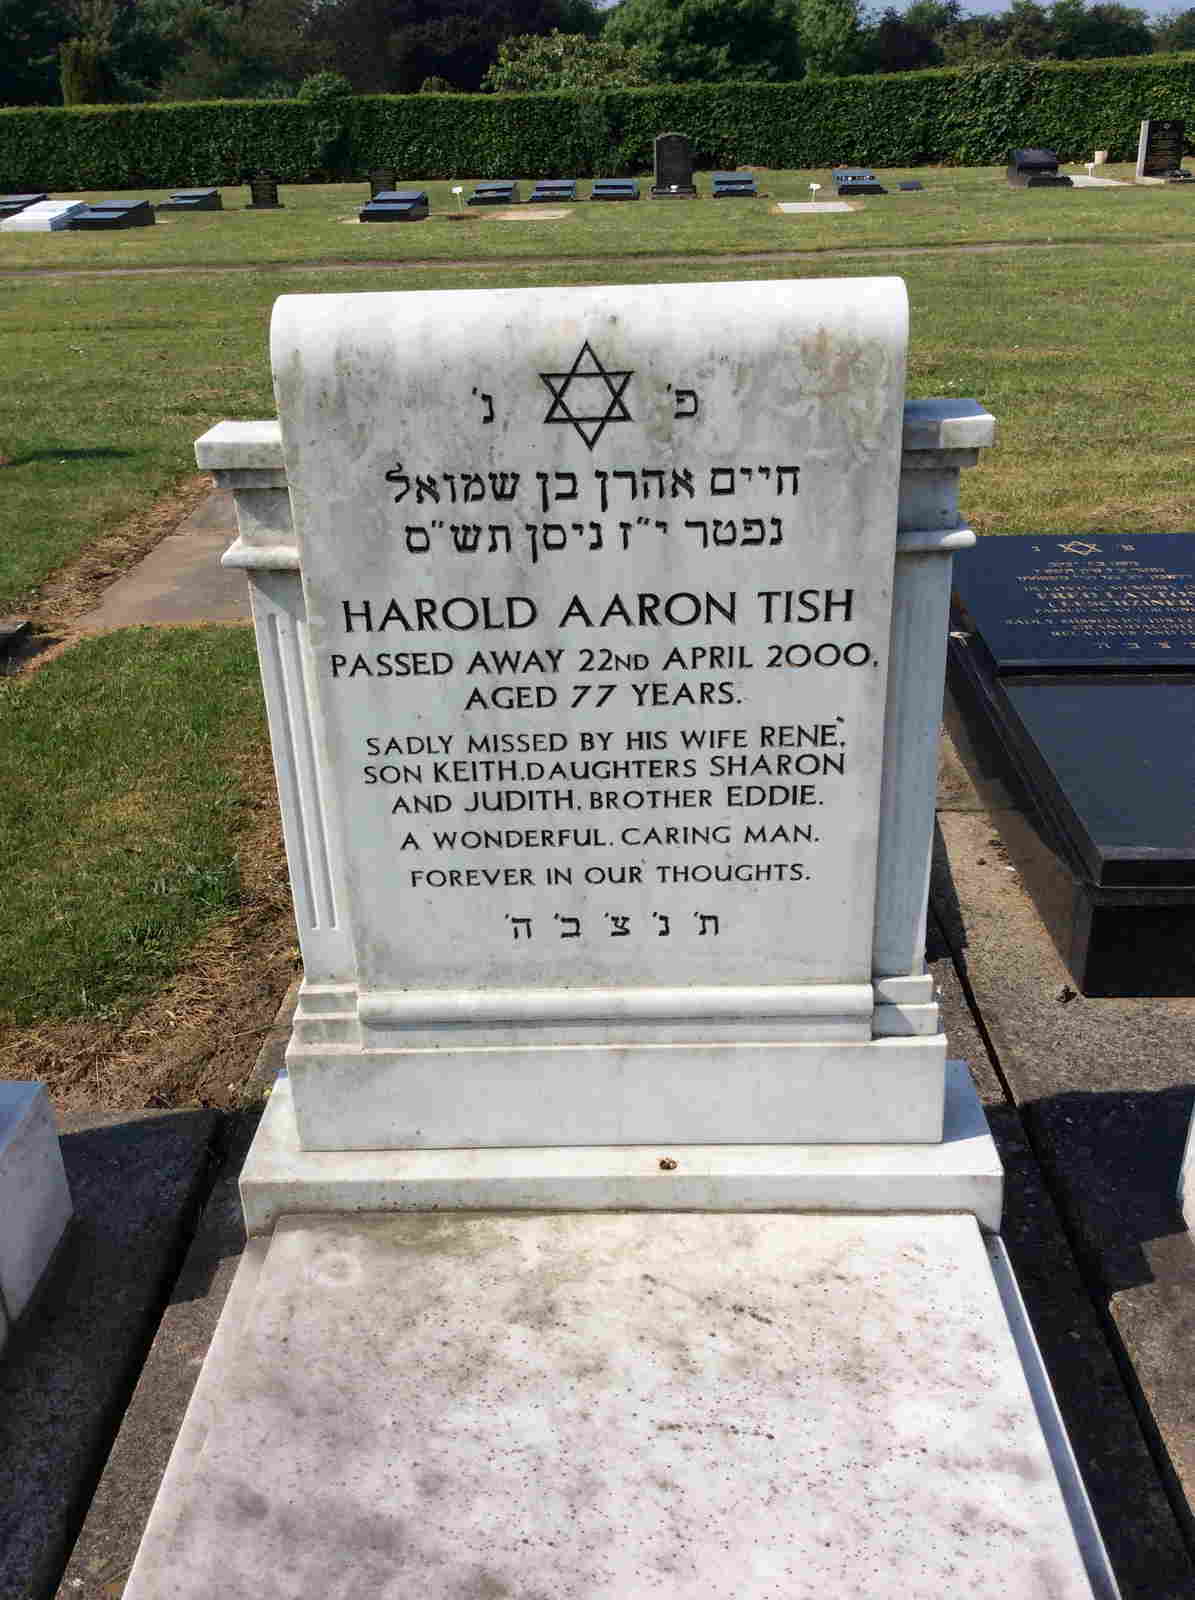 פ׳ נ׳
חיים אהרן בן שמואל
נפטר י״ז ניסן תש״ס
HAROLD AARON TISH
PASSED AWAY 22ND APRIL 2000,
AGED 77 YEARS.
SADLY MISSED BY HIS WIFE RENE,
SON KEITH, DAUGHTERS SHARON
AND JUDITH, BROTHER EDDIE.
A WONDERFUL, CARING MAN.
FOREVER IN OUR THOUGHTS.
ת׳ נ׳ צ׳ ב׳ ה׳